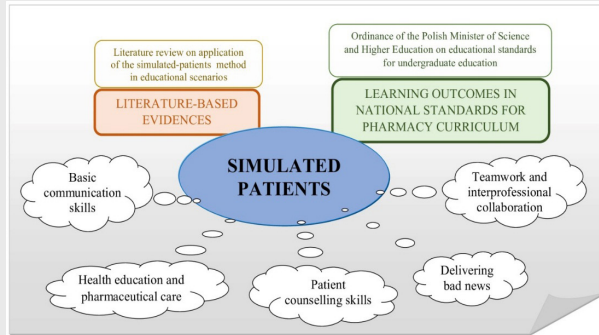 Literature review on application
of the simulated-patients method
in educational scenarios
Ordinance of the Polish Minister of Science
and Higher Education on educational standards
for undergraduate education
LITERATURE-BASED
EVIDENCES
LEARNING OUTCOMES IN
NATIONAL STANDARDS FOR
PHARMACY CURRICULUM
SIMULATED
PATIENTS
Basic
communication
skills
Teamwork and
interprofessional
collaboration
Health education and
pharmaceutical care
Patient
counselling skills
Delivering
bad news